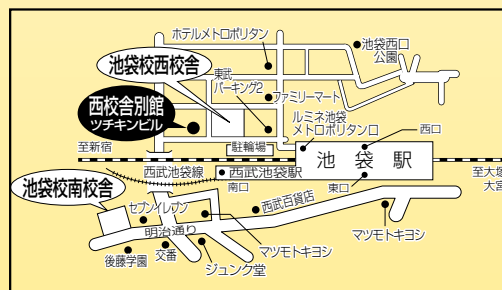 ホテルメトロポリタン
池袋西口
公園
池袋校西校舎
東武
パーキング2
ファミリーマート
西校舎別館
ツチキンビル
ルミネ池袋
メトロポリタン口
西口
至新宿
駐輪場
池袋駅
西武池袋線
西武池袋駅
南口
東口
至大塚
大宮
池袋校南校舎
セブンイレブン
西武百貨店
明治通り
マツモトキヨシ
マツモトキヨシ
後藤学園
交番
ジュンク堂